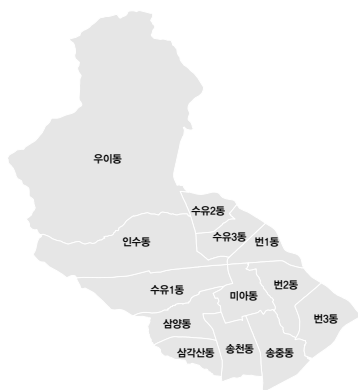 우이동
수유2동
인수동
수유3동
번1동
수유1동
번2동
미아동
삼양동
번3동
삼각산동
송천동
송중동